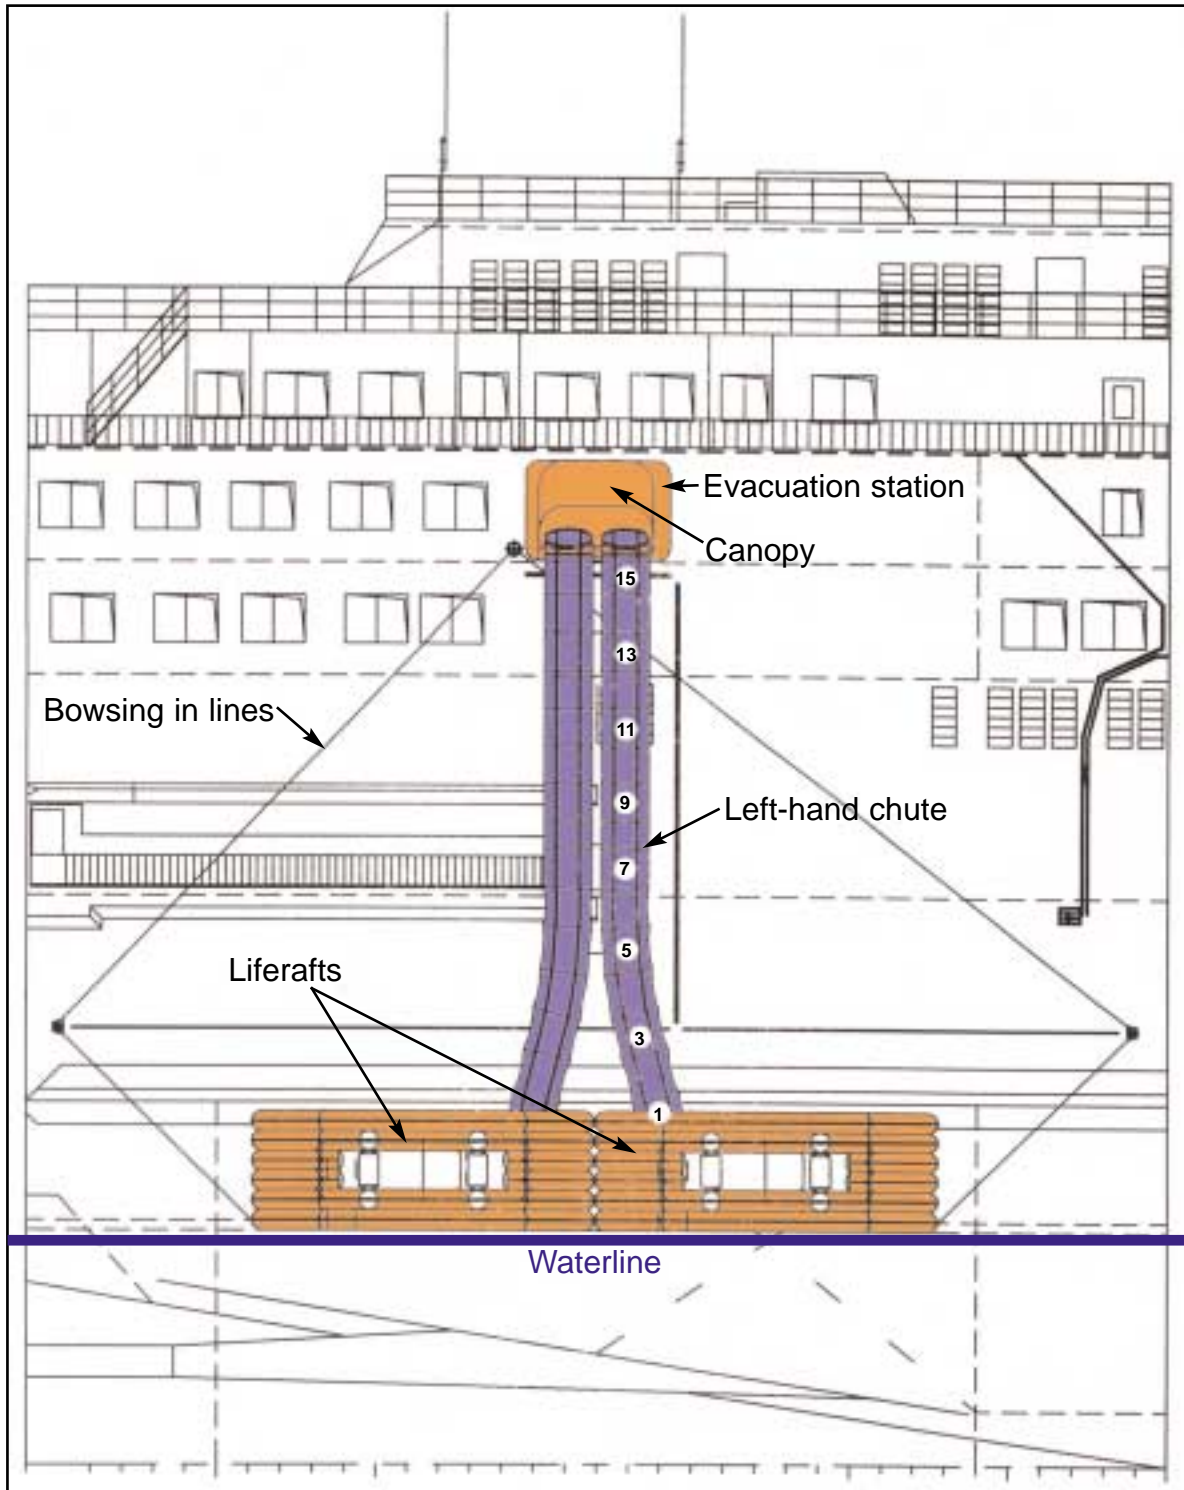 Evacuation station
Canopy
15
13
Bowsing in lines
11
9
Left-hand chute
7
5
Liferafts
3
1
Waterline